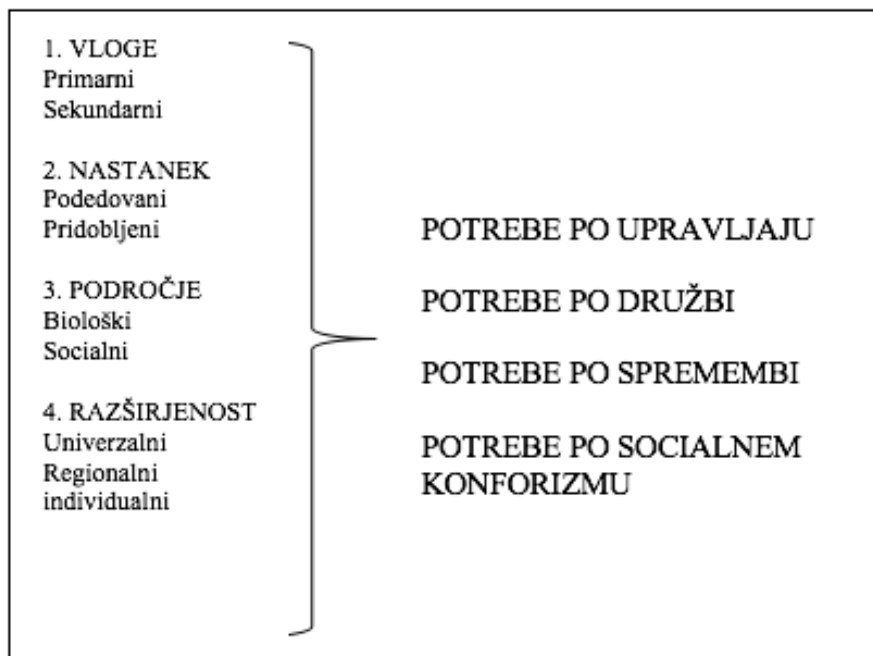 1. VLOGE
Primarni
Sekundarni
2. NASTANEK
Podedovani
Pridobljeni
3. PODROČJE
Biološki
Socialni
4. RAZŠIRJENOST
Univerzalni
Regionalni
individualni
POTREBE PO UPRAVLJAJU
POTREBE PO DRUŽBI
POTREBE PO SPREMEMBI
POTREBE PO SOCIALNEM
KONFORIZMU